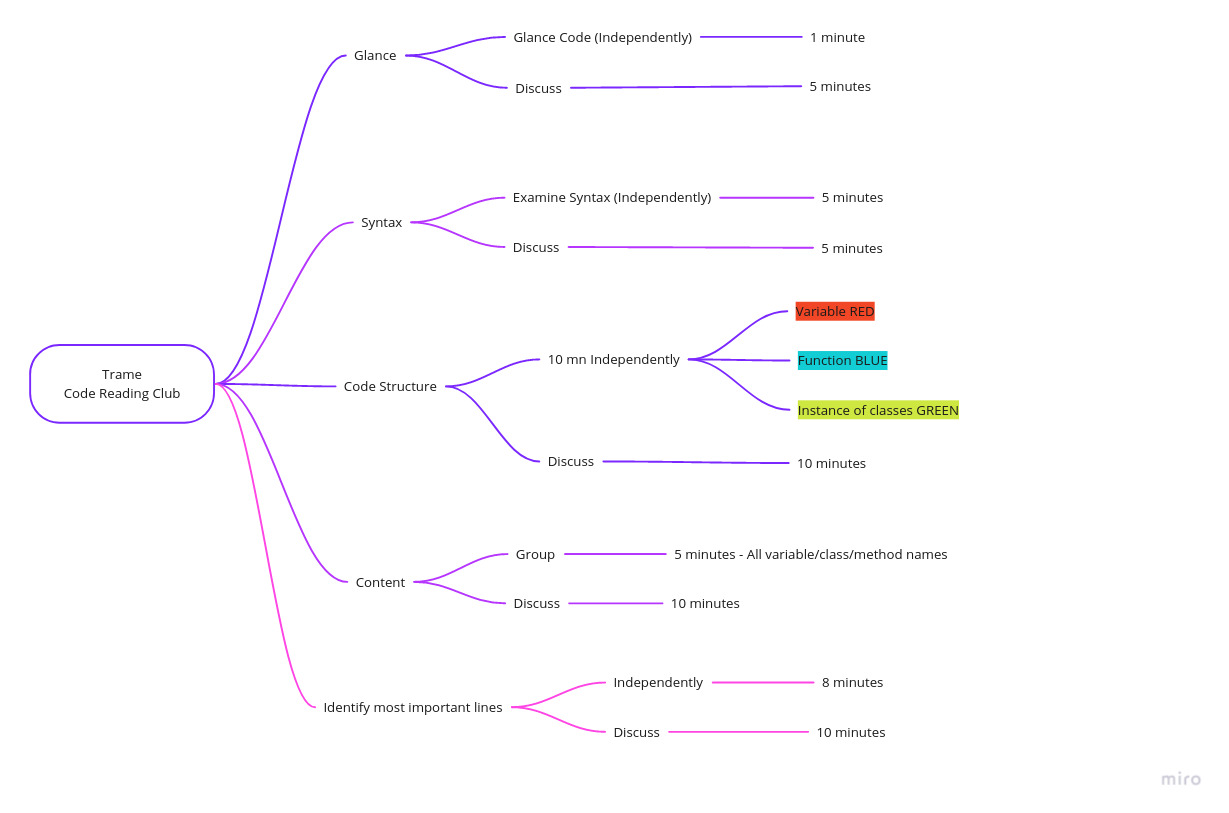 Glance
Glance Code (Independently)
1 minute
Discuss
5 minutes
Syntax
Examine Syntax (Independently)
5 minutes
Discuss
5 minutes
Trame
Code Reading Club
Code Structure
10 mn Independently
Variable RED
Function BLUE
Instance of classes GREEN
Discuss
10 minutes
Content
Group
5 minutes - All variable/class/method names
Discuss
10 minutes
Identify most important lines
Independently
8 minutes
Discuss
10 minutes
miro